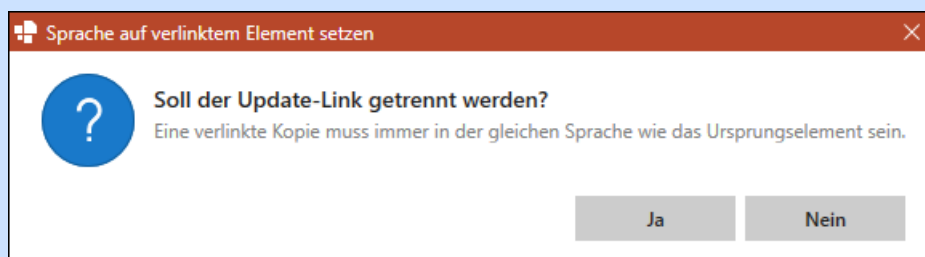 Sprache auf verlinktem Element setzen
?
Soll der Update-Link getrennt werden?
Eine verlinkte Kopie muss immer in der gleichen Sprache wie das Ursprungselement sein.
Ja Nein